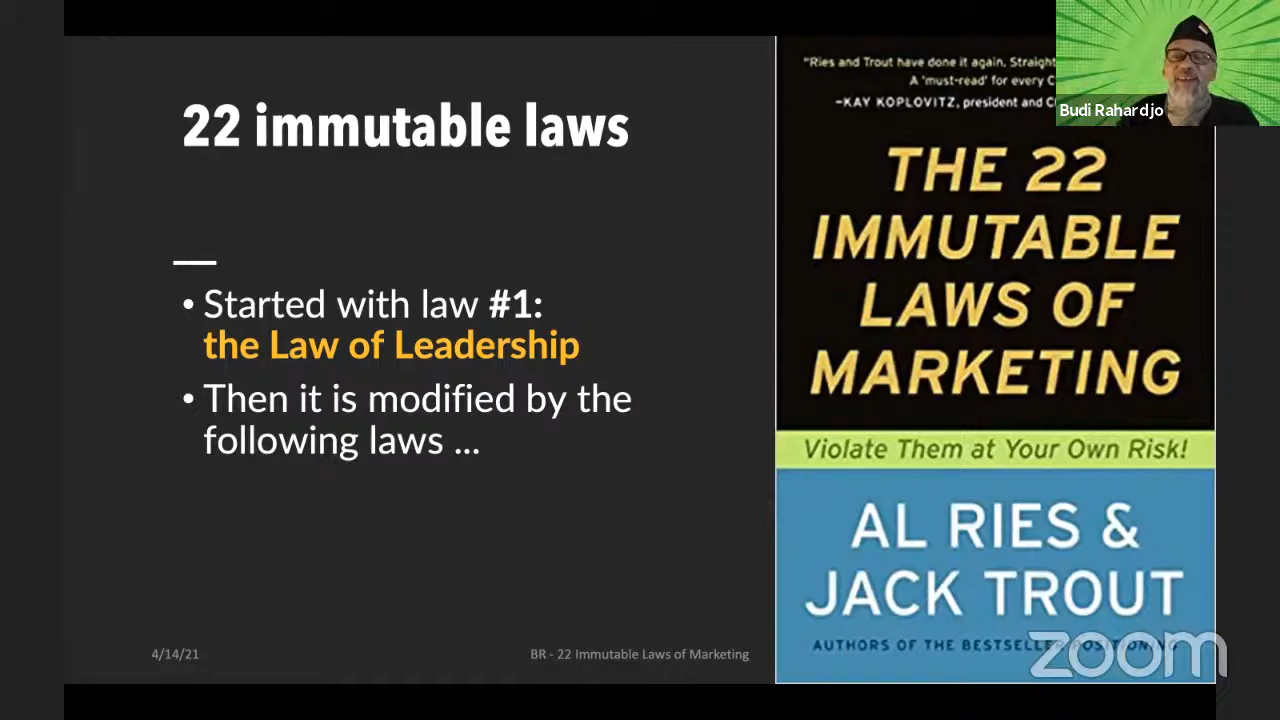 22 immutable laws
• Started with law #1:
the Law of Leadership
• Then it is modified by the
following laws ...
4/14/21
BR - 22 Immutable Laws of Marketing
"Ries and Trout have done it again. Straight
A 'must-read' for every
–KAY KOPLOVITZ, president and
THE 22
IMMUTABLE
LAWS OF
MARKETING
Violate Them at Your Own Risk!
AL RIES &
JACK TROUT
AUTHORS OF THE BESTSELLER POSITIONING
Budi Rahardjo
zoom